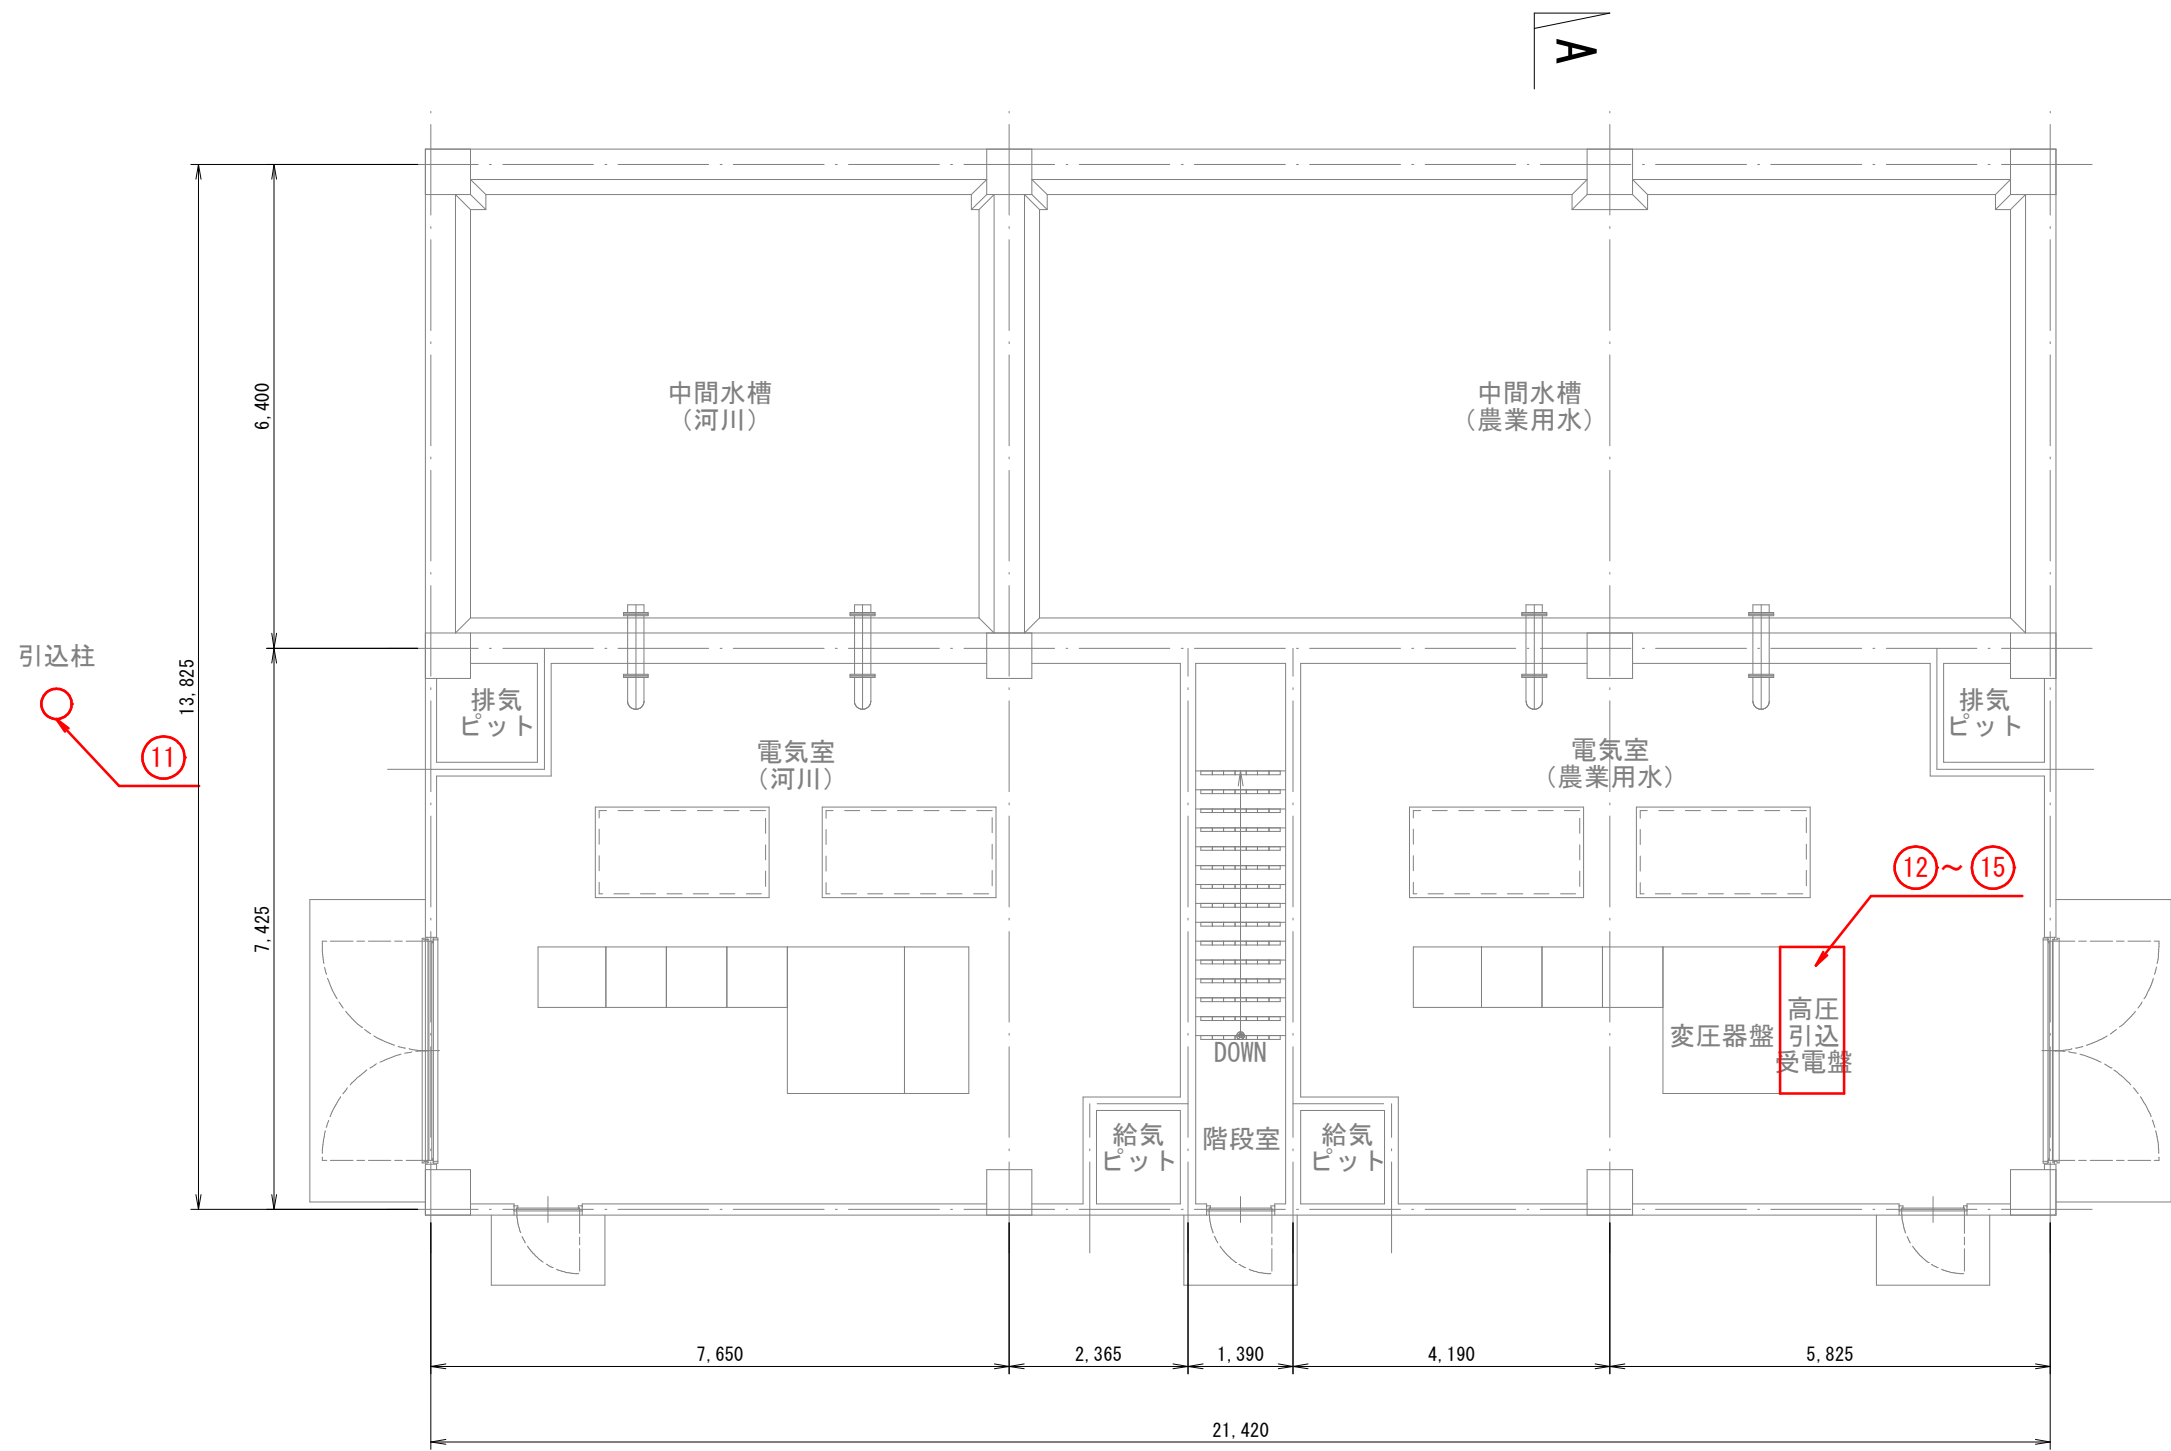 A
中間水槽
（河川）
中間水槽
（農業用水）
6,400
13,825
7,425
引込柱
11
排気
ピット
電気室
（河川）
電気室
（農業用水）
排気
ピット
12～15
高圧
引込
受電盤
変圧器盤
DOWN
給気
ピット
階段室
給気
ピット
7,650
2,365
1,390
4,190
5,825
21,420